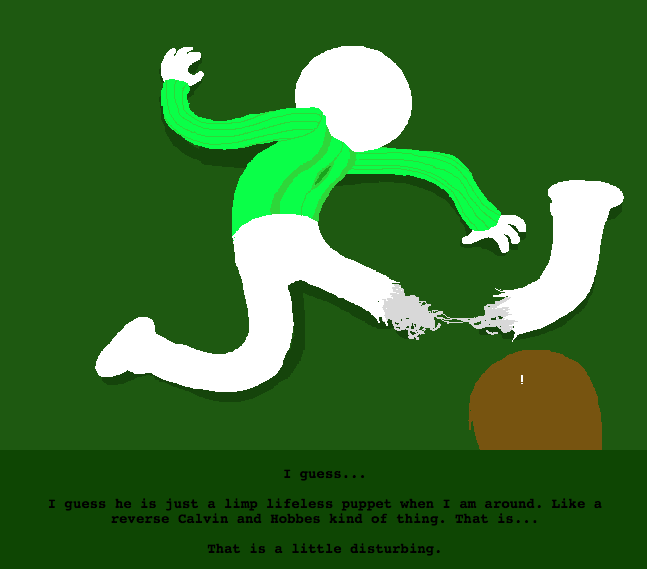 !
I guess...
I guess he is just a limp lifeless puppet when I am around. Like a
reverse Calvin and Hobbes kind of thing. That is...
That is a little disturbing.